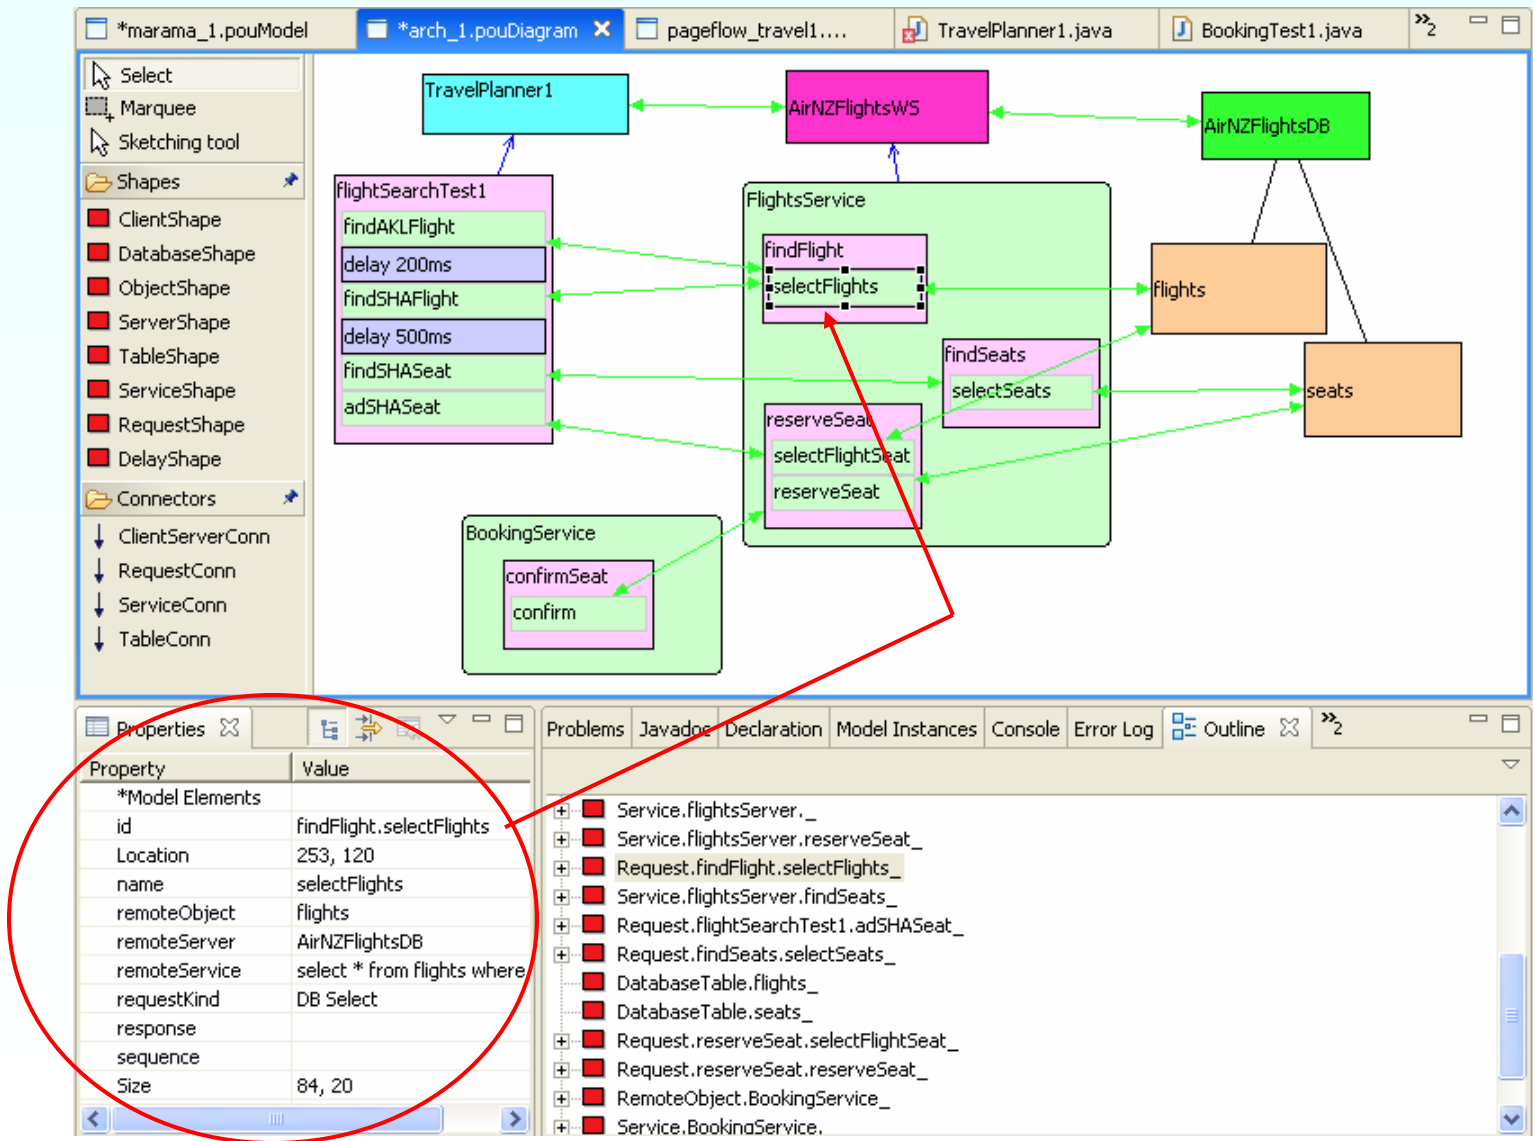 *marama_1.pouModel
*arch_1.pouDiagram
pageflow_travel1....
TravelPlanner1.java
BookingTest1.java
»2
Select
Marquee
Sketching tool
Shapes
ClientShape
DatabaseShape
ObjectShape
ServerShape
TableShape
ServiceShape
RequestShape
DelayShape
Connectors
ClientServerConn
RequestConn
ServiceConn
TableConn
TravelPlanner1
AirNZFlightsWS
AirNZFlightsDB
flightSearchTest1
findAKLFlight
delay 200ms
findSHAFlight
delay 500ms
findSHASeat
adSHASeat
FlightsService
findFlight
selectFlights
findSeats
selectSeats
reserveSeat
selectFlightSeat
reserveSeat
flights
seats
BookingService
confirmSeat
confirm
Properties
Property Value
*Model Elements
id findFlight.selectFlights
Location 253, 120
name selectFlights
remoteObject flights
remoteServer AirNZFlightsDB
remoteService select * from flights where
requestKind DB Select
response
sequence
Size 84, 20
Problems Javadoc Declaration Model Instances Console Error Log Outline »2
Service.flightsServer._
Service.flightsServer.reserveSeat_
Request.findFlight.selectFlights_
Service.flightsServer.findSeats_
Request.flightSearchTest1.adSHASeat_
Request.findSeats.selectSeats_
DatabaseTable.flights_
DatabaseTable.seats_
Request.reserveSeat.selectFlightSeat_
Request.reserveSeat.reserveSeat_
RemoteObject.BookingService_
Service.BookingService.